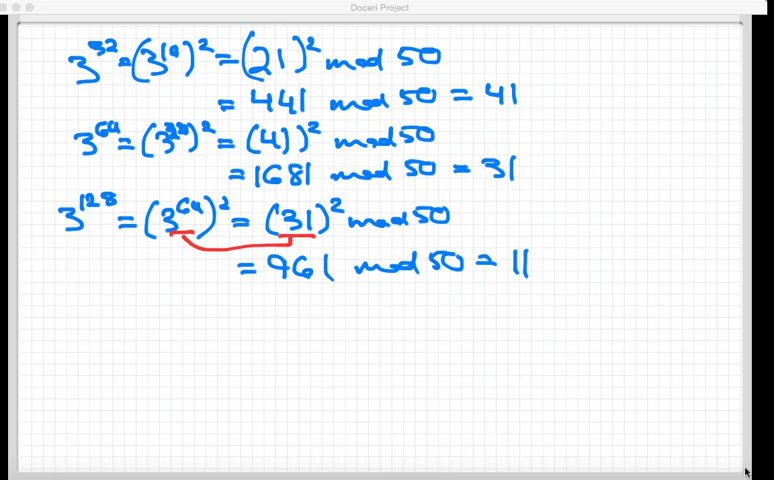 Doceri Project
3^32 = (3^16)^2 = (21)^2 mod 50
= 441 mod 50 = 41
3^64 = (3^32)^2 = (41)^2 mod 50
= 1681 mod 50 = 31
3^128 = (3^64)^2 = (31)^2 mod 50
= 961 mod 50 = 11